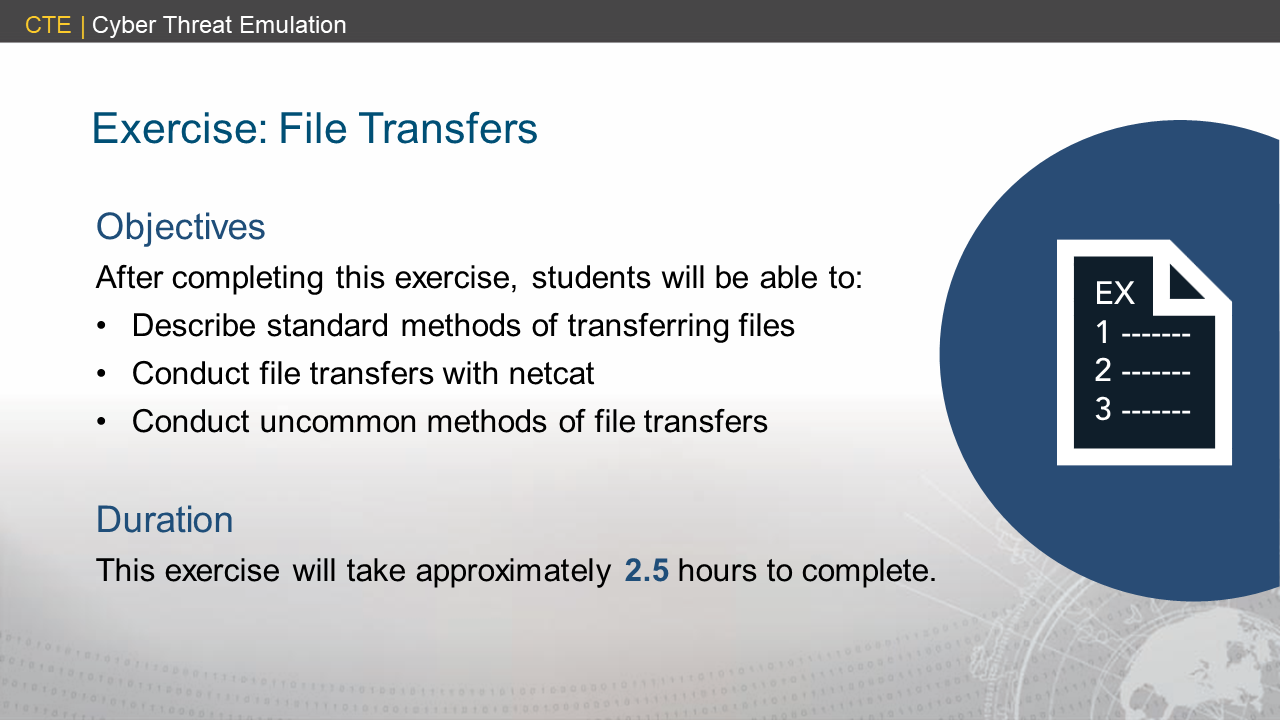 CTE | Cyber Threat Emulation
Exercise: File Transfers
Objectives
After completing this exercise, students will be able to:
• Describe standard methods of transferring files
• Conduct file transfers with netcat
• Conduct uncommon methods of file transfers
Duration
This exercise will take approximately 2.5 hours to complete.
EX
1 -------
2 -------
3 -------